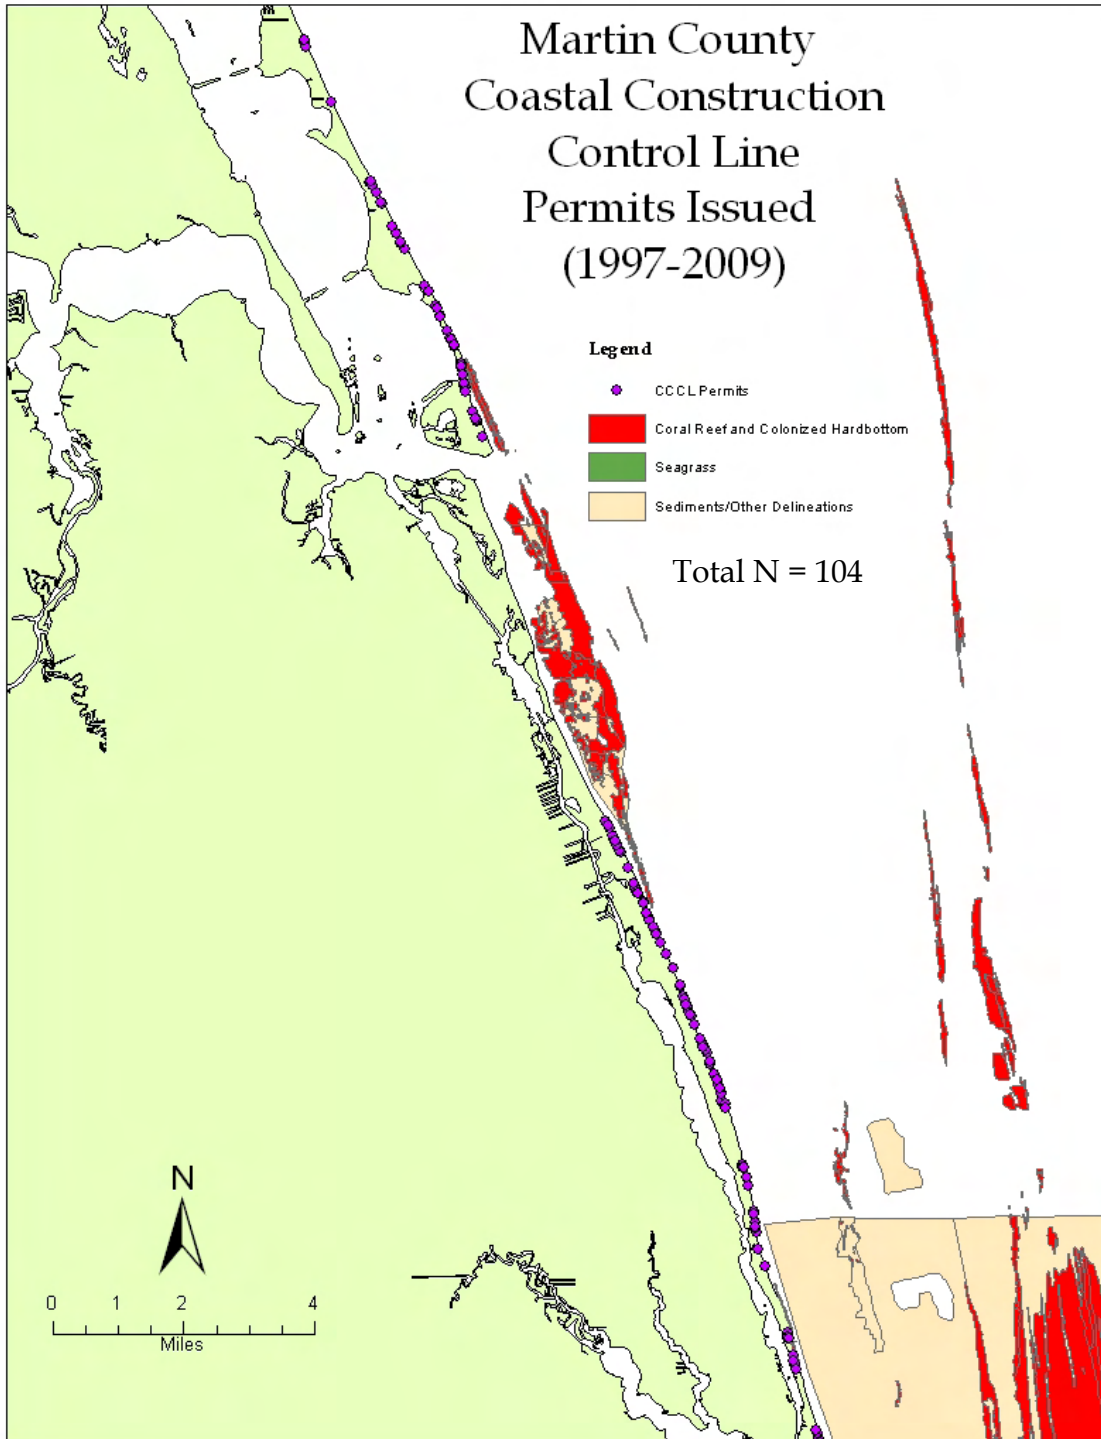 Martin County
Coastal Construction
Control Line
Permits Issued
(1997-2009)
Legend
CCCL Permits
Coral Reef and Colonized Hardbottom
Seagrass
Sediments/Other Delineations
Total N = 104
N
0 1 2 4
Miles